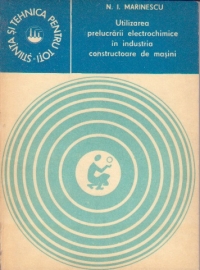 N. I. MARINESCU
Utilizarea
prelucrării electrochimice
în industria
constructoare de mașini
ȘTIINȚA ȘI TEHNICA PENTRU TOȚI